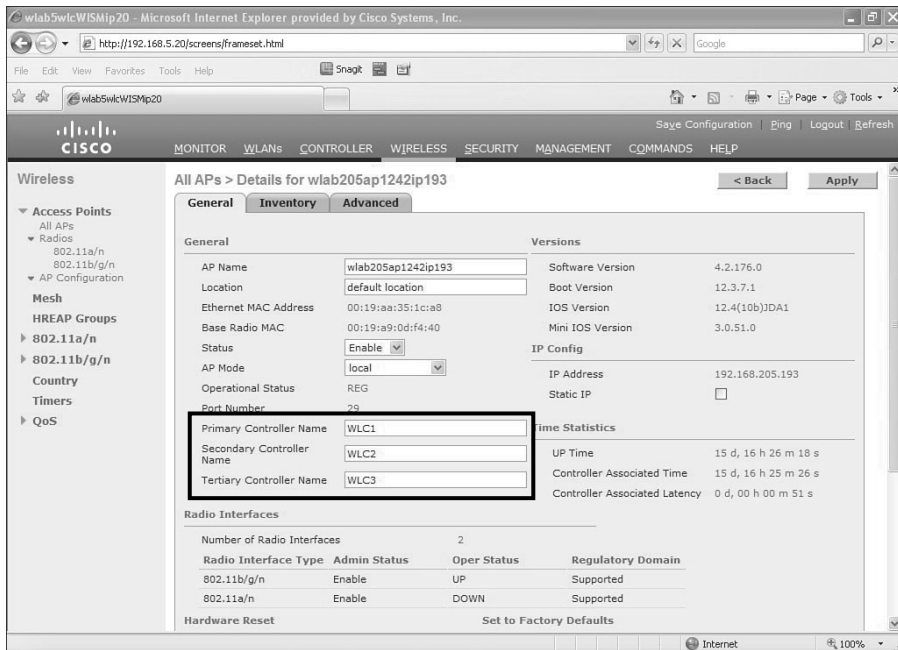 wlab5wlcWISMip20 - Microsoft Internet Explorer provided by Cisco Systems, Inc.
http://192.168.5.20/screens/frameset.html
Google
File Edit View Favorites Tools Help
Snagit
wlab5wlcWISMip20
Page
Tools
Save Configuration | Ping | Logout | Refresh
CISCO
MONITOR WLANs CONTROLLER WIRELESS SECURITY MANAGEMENT COMMANDS HELP
Wireless
Access Points
All APs
Radios
802.11a/n
802.11b/g/n
AP Configuration
Mesh
HREAP Groups
802.11a/n
802.11b/g/n
Country
Timers
QoS
All APs > Details for wlab205ap1242ip193
< Back
Apply
General Inventory Advanced
General
AP Name wlab205ap1242ip193
Location default location
Ethernet MAC Address 00:19:aa:35:1c:a8
Base Radio MAC 00:19:a9:0d:f4:40
Status Enable
AP Mode local
Operational Status REG
Port Number 29
Primary Controller Name WLC1
Secondary Controller Name WLC2
Tertiary Controller Name WLC3
Versions
Software Version 4.2.176.0
Boot Version 12.3.7.1
IOS Version 12.4(10b)JDA1
Mini IOS Version 3.0.51.0
IP Config
IP Address 192.168.205.193
Static IP
Time Statistics
UP Time 15 d, 16 h 26 m 18 s
Controller Associated Time 15 d, 16 h 25 m 26 s
Controller Associated Latency 0 d, 00 h 00 m 51 s
Radio Interfaces
Number of Radio Interfaces 2
Radio Interface Type Admin Status Oper Status Regulatory Domain
802.11b/g/n Enable UP Supported
802.11a/n Enable DOWN Supported
Hardware Reset
Set to Factory Defaults
Internet
100%